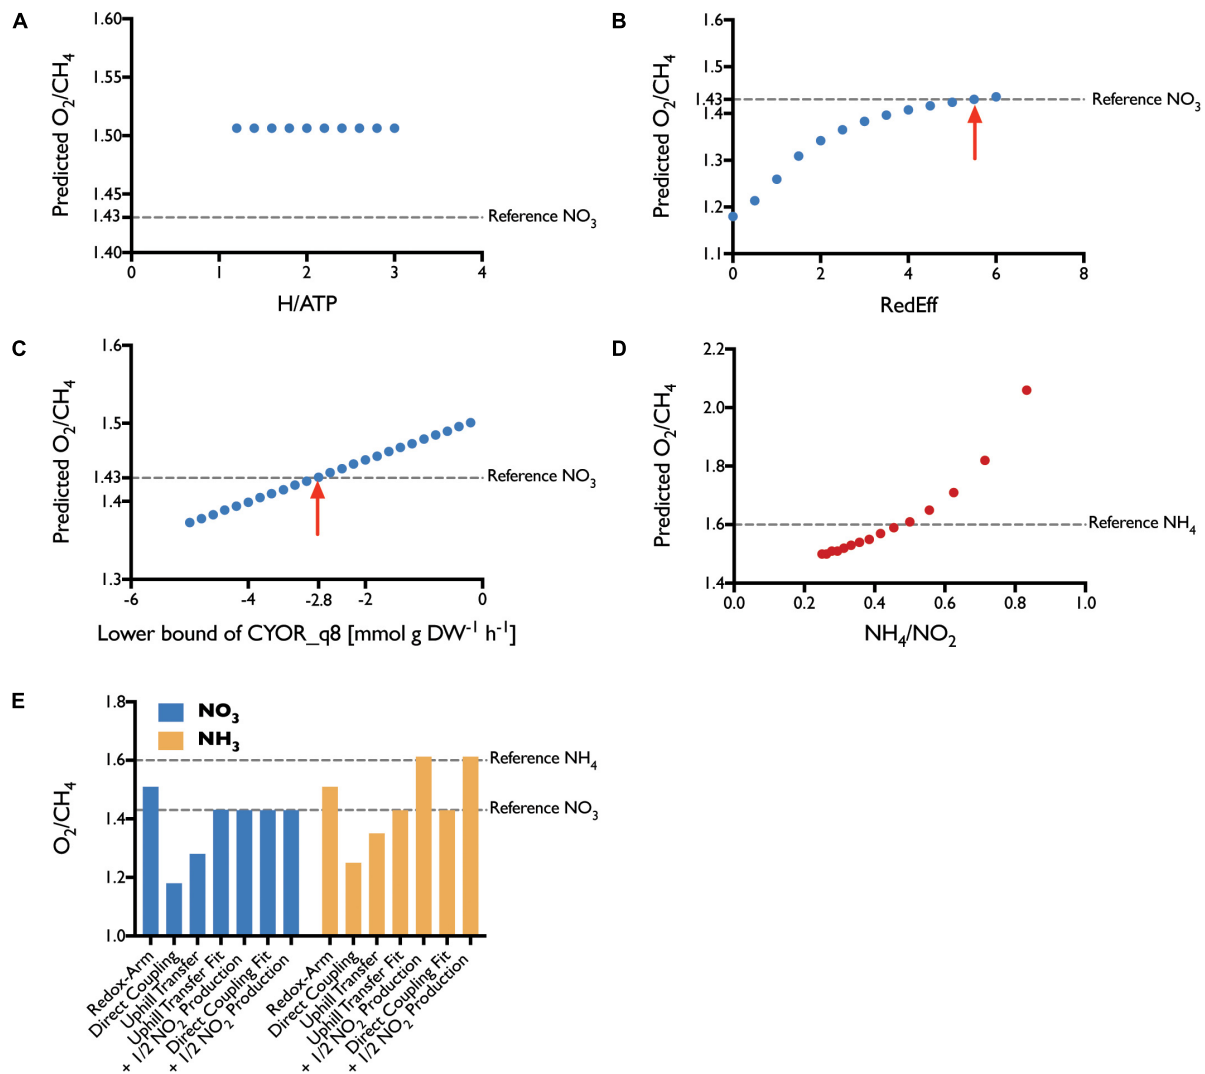 A
1.60
1.55
1.50
1.45
1.43
1.40
Predicted O2/CH4
Reference NO3
0 1 2 3 4
H/ATP
B
1.6
1.5
1.43
1.4
1.3
1.2
1.1
Predicted O2/CH4
Reference NO3
0 2 4 6 8
RedEff
C
1.6
1.5
1.43
1.4
1.3
Predicted O2/CH4
Reference NO3
-6 -4 -2.8 -2 0
Lower bound of CYOR_q8 [mmol g DW-1 h-1]
D
2.2
2.0
1.8
1.6
1.4
Predicted O2/CH4
Reference NH4
0.0 0.2 0.4 0.6 0.8 1.0
NH4/NO2
E
1.8
1.6
1.4
1.2
1.0
O2/CH4
NO3
NH3
Reference NH4
Reference NO3
Redox-Arm
Direct Coupling
Uphill Transfer
Uphill Transfer Fit
+ 1/2 NO2 Production
Direct Coupling Fit
+ 1/2 NO2 Production
Redox-Arm
Direct Coupling
Uphill Transfer
Uphill Transfer Fit
+ 1/2 NO2 Production
Direct Coupling Fit
+ 1/2 NO2 Production